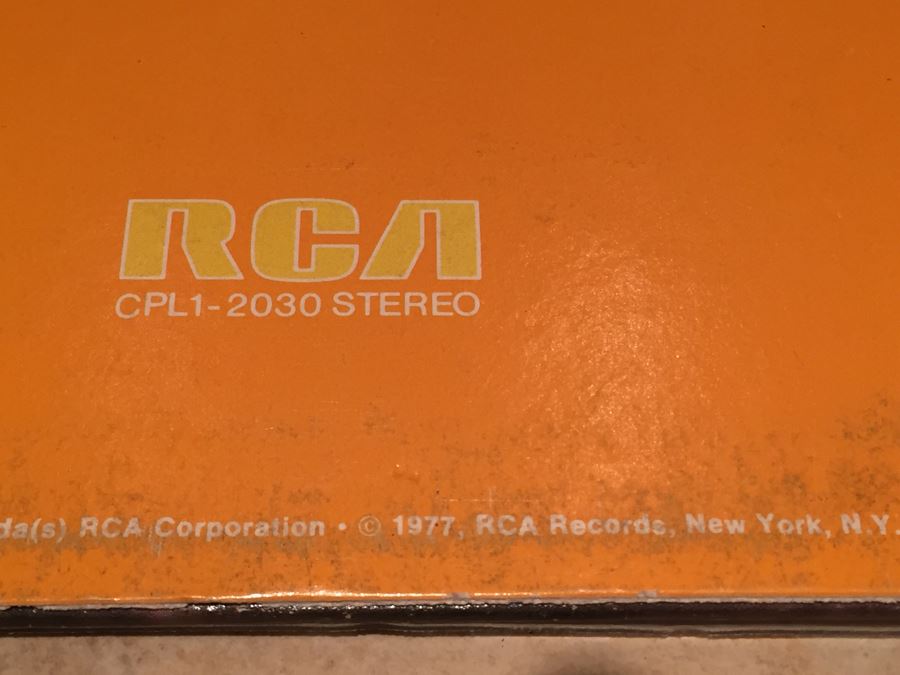 RCA
CPL1-2030 STEREO
da(s) RCA Corporation • © 1977, RCA Records, New York, N.Y.